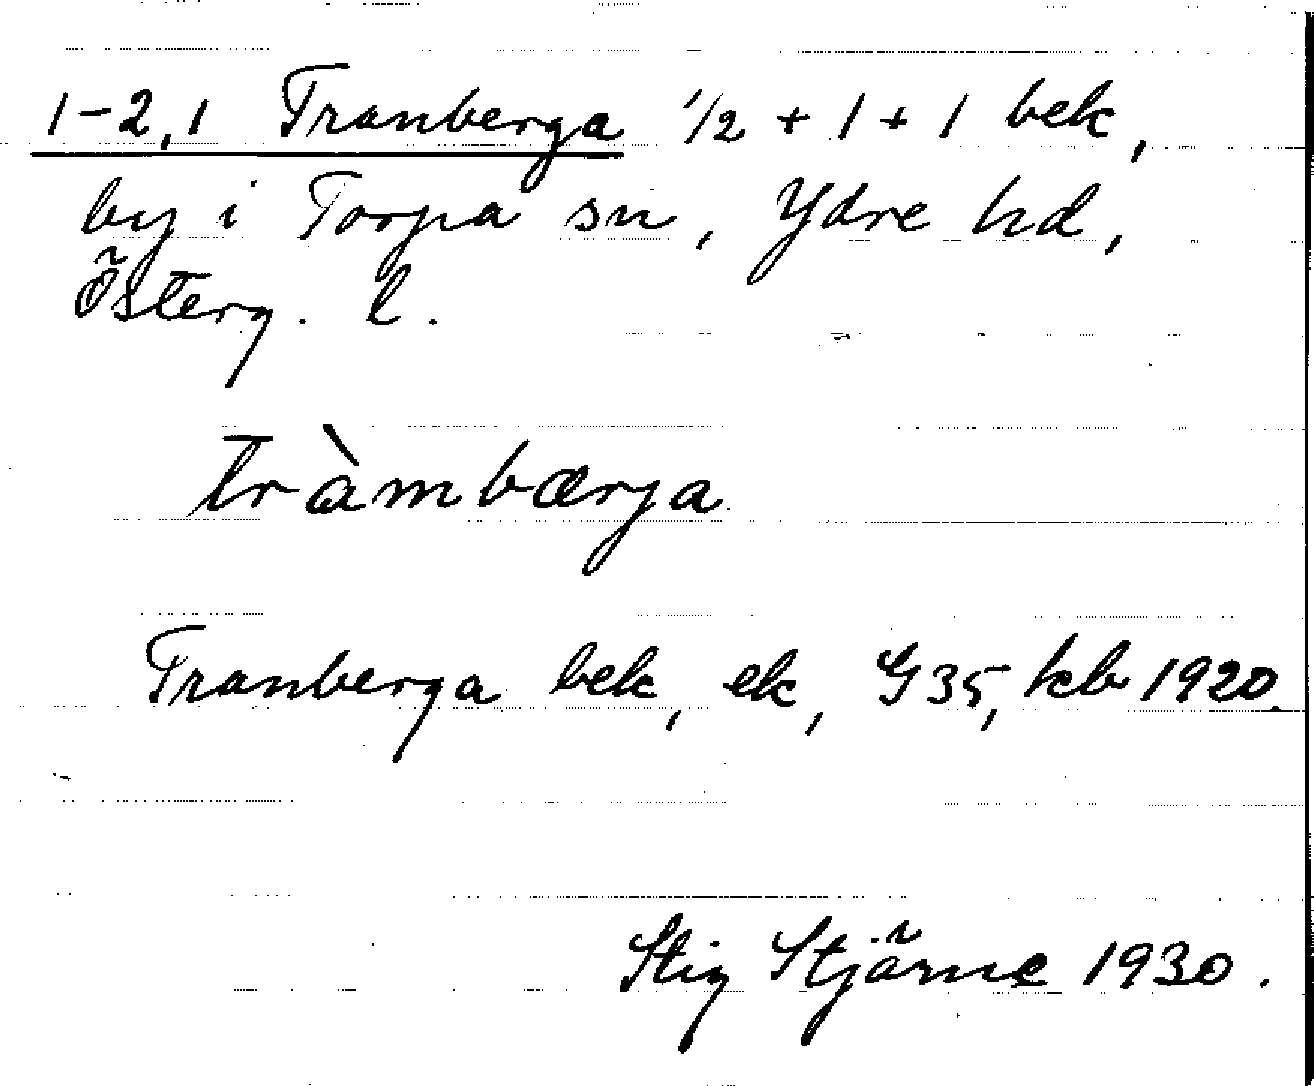 1-2,1 Tranberga 1/2 + 1 + 1 bek,
by i Torpa sn, Ydre hd,
Österg. l.
tràmbærja
Tranberga bek, ek, G35, kb 1920.
Stig Stjärne 1930.